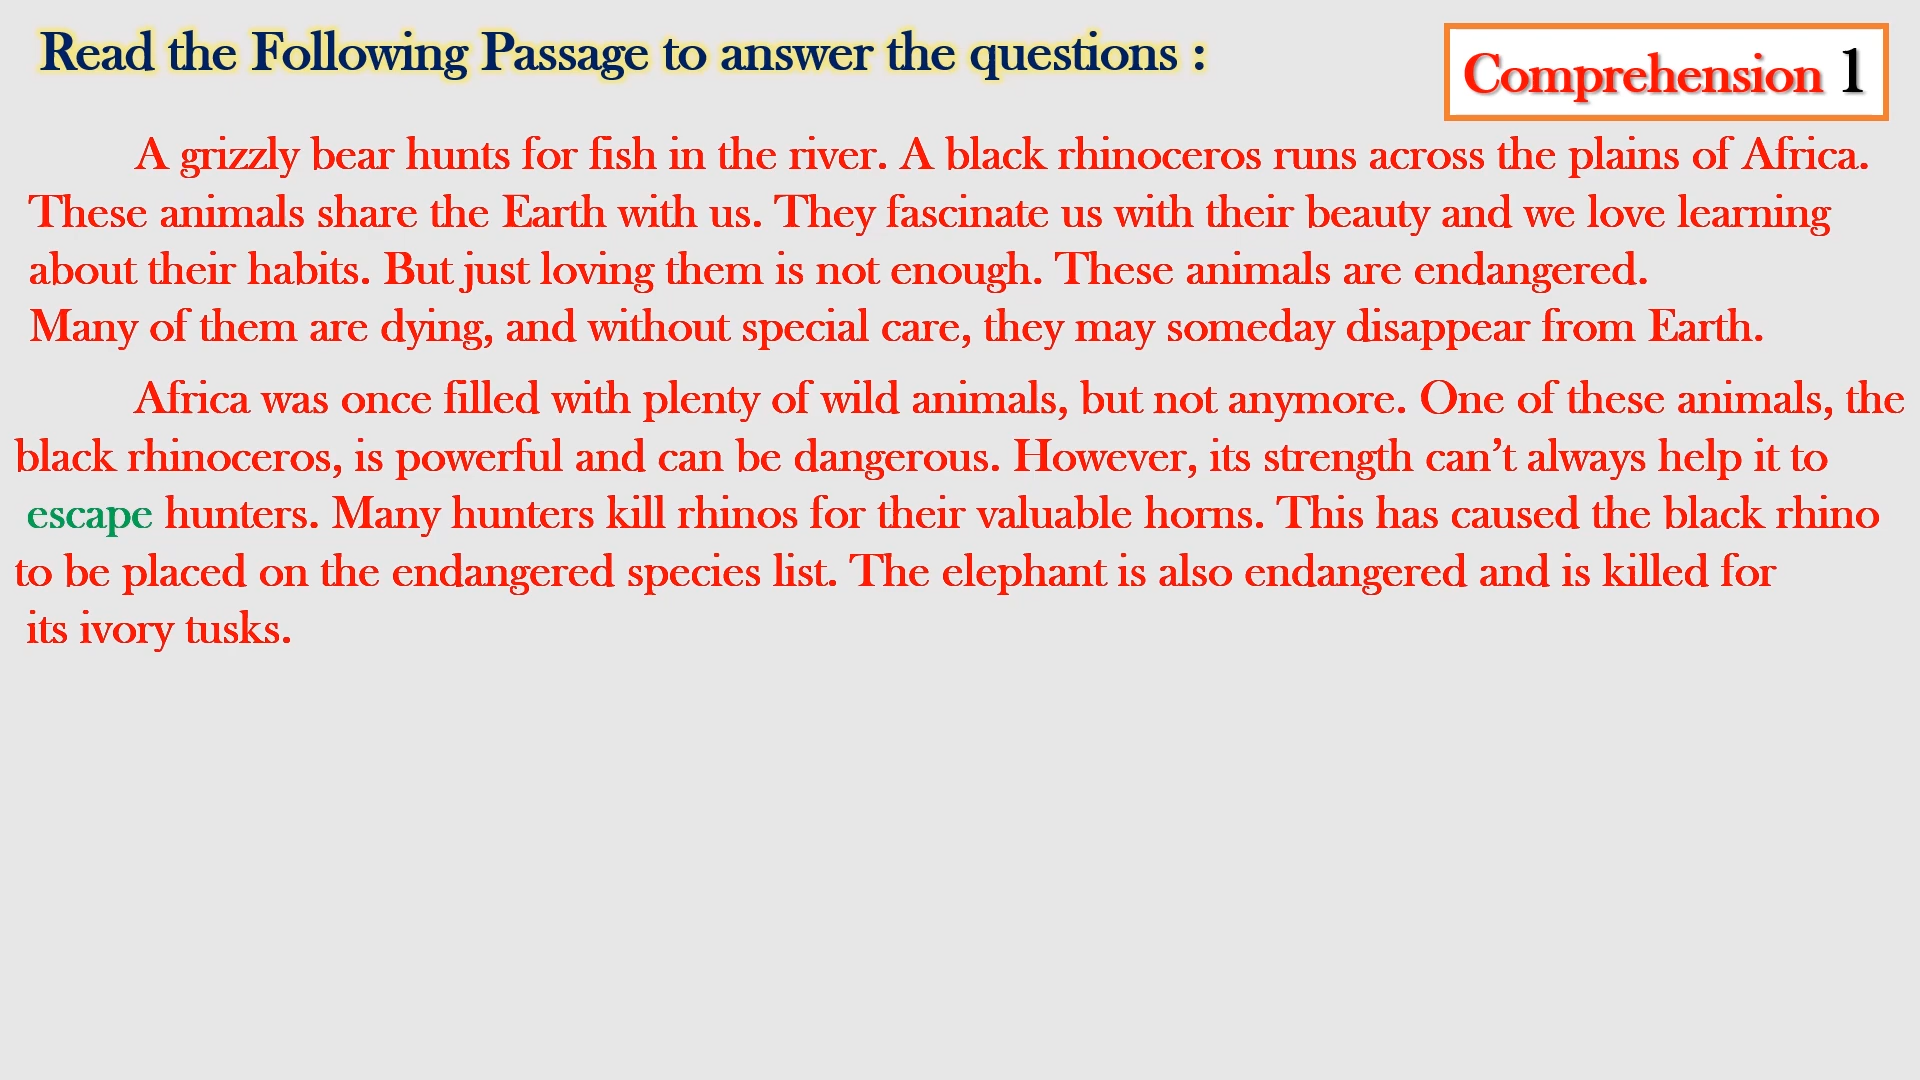 Read the Following Passage to answer the questions :
Comprehension 1
A grizzly bear hunts for fish in the river. A black rhinoceros runs across the plains of Africa.
These animals share the Earth with us. They fascinate us with their beauty and we love learning
about their habits. But just loving them is not enough. These animals are endangered.
Many of them are dying, and without special care, they may someday disappear from Earth.
Africa was once filled with plenty of wild animals, but not anymore. One of these animals, the
black rhinoceros, is powerful and can be dangerous. However, its strength can’t always help it to
escape hunters. Many hunters kill rhinos for their valuable horns. This has caused the black rhino
to be placed on the endangered species list. The elephant is also endangered and is killed for
its ivory tusks.